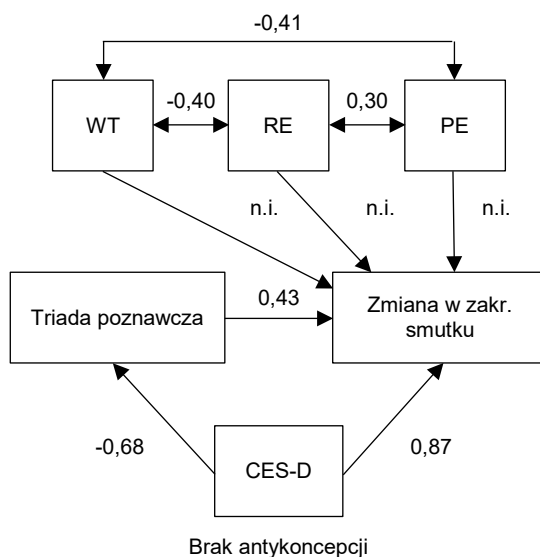 -0,41
-0,40
0,30
WT
RE
PE
n.i.
n.i.
n.i.
0,43
Triada poznawcza
Zmiana w zakr.
smutku
-0,68
0,87
CES-D
Brak antykoncepcji